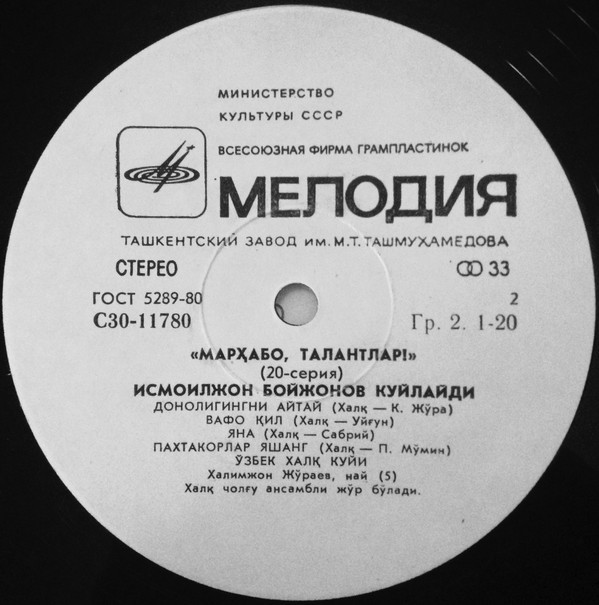 МИНИСТЕРСТВО
КУЛЬТУРЫ СССР
ВСЕСОЮЗНАЯ ФИРМА ГРАМПЛАСТИНОК
МЕЛОДИЯ
ТАШКЕНТСКИЙ ЗАВОД ИМ. М.Т. ТАШМУХАМЕДОВА
СТЕРЕО 33
ГОСТ 5289-80 2
С30-11780 Гр. 2. 1-20
«МАРҲАБО, ТАЛАНТЛАР!»
(20-серия)
ИСМОИЛЖОН БОЙЖОНОВ КУЙЛАЙДИ
ДОНОЛИГИНГНИ АЙТАЙ (Халқ — К. Жўра)
ВАФО ҚИЛ (Халқ — Уйғун)
ЯНА (Халқ — Сабрий)
ПАХТАКОРЛАР ЯШАНГ (Халқ — П. Мўмин)
ЎЗБЕК ХАЛҚ КУЙИ
Халимжон Жўраев, най (5)
Халқ чолғу ансамбли жўр бўлади.